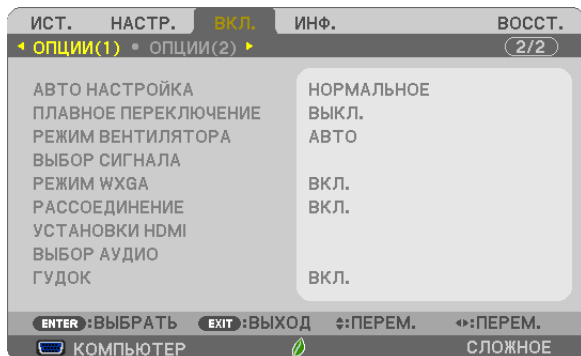 ИСТ. НАСТР. ВКЛ. ИНФ. ВОССТ.
ОПЦИИ(1) • ОПЦИИ(2) 2/2
АВТО НАСТРОЙКА НОРМАЛЬНОЕ
ПЛАВНОЕ ПЕРЕКЛЮЧЕНИЕ ВЫКЛ.
РЕЖИМ ВЕНТИЛЯТОРА АВТО
ВЫБОР СИГНАЛА
РЕЖИМ WXGA ВКЛ.
РАССОЕДИНЕНИЕ ВКЛ.
УСТАНОВКИ HDMI
ВЫБОР АУДИО
ГУДОК ВКЛ.
ENTER:ВЫБРАТЬ EXIT:ВЫХОД :ПЕРЕМ. :ПЕРЕМ.
КОМПЬЮТЕР СЛОЖНОЕ